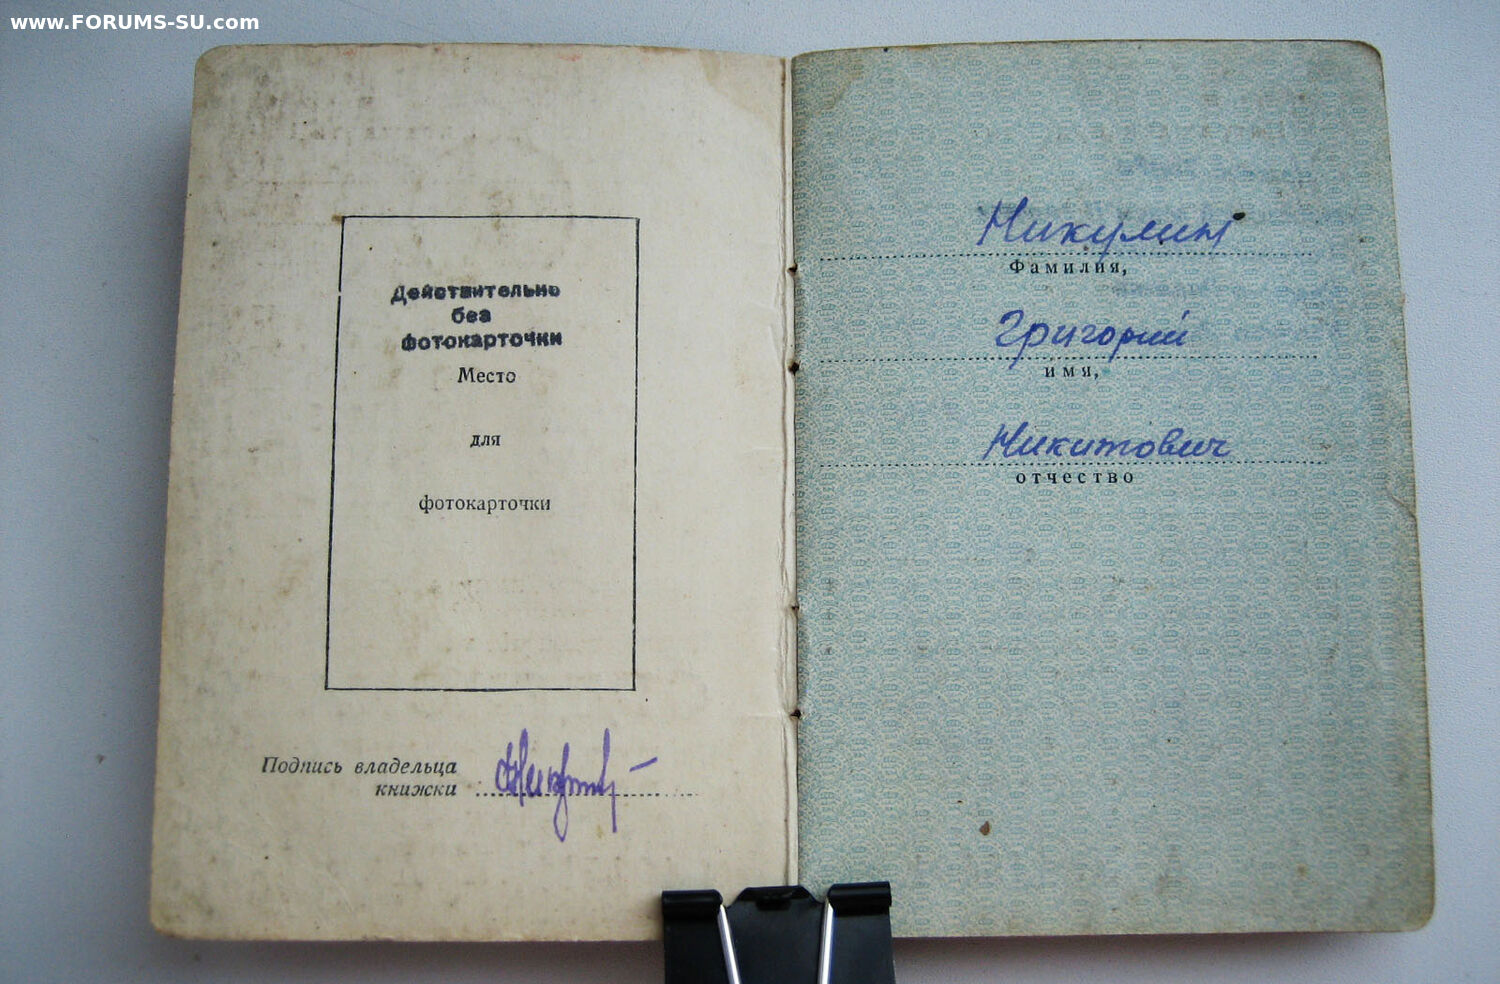 www.FORUMS-SU.com
Действительно
без
фотокарточки
Место
для
фотокарточки
Подпись владельца
книжки
Никулин
Фамилия,
Григорий
имя,
Никитович
отчество